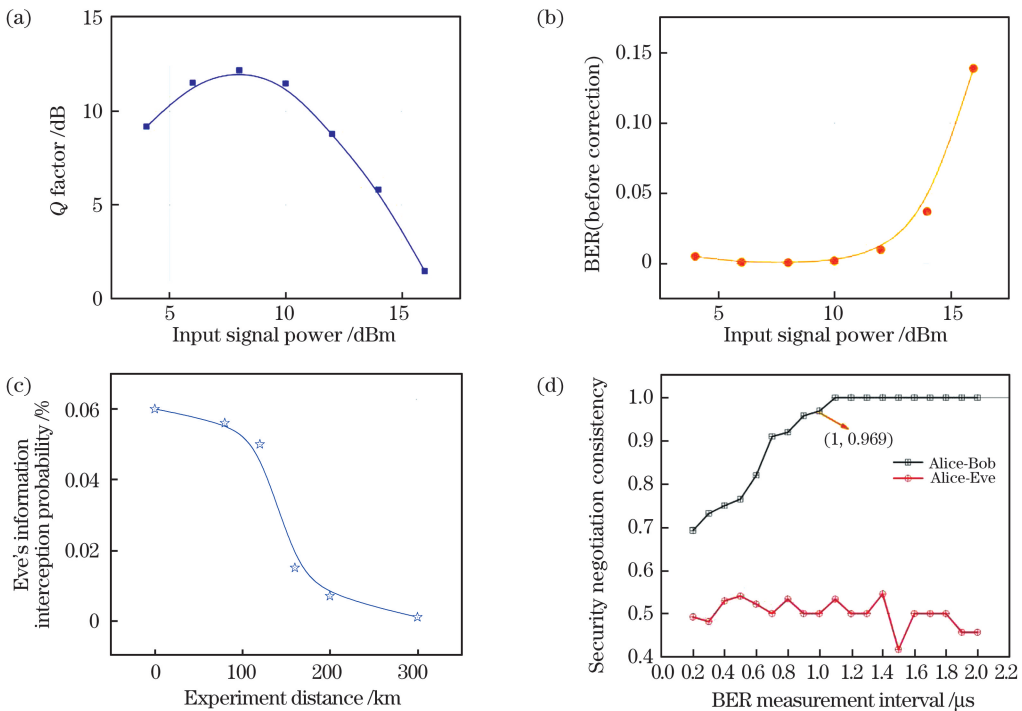 (a)
15
10
5
0
Q factor /dB
5
10
15
Input signal power /dBm
(b)
0.15
0.10
0.05
0
BER(before correction)
5
10
15
Input signal power /dBm
(c)
0.06
0.04
0.02
0
Eve's information
interception probability /%
0
100
200
300
Experiment distance /km
(d)
1.0
0.9
0.8
0.7
0.6
0.5
0.4
Security negotiation consistency
(1, 0.969)
Alice-Bob
Alice-Eve
0.2 0.4 0.6 0.8 1.0 1.2 1.4 1.6 1.8 2.0 2.2
BER measurement interval /μs